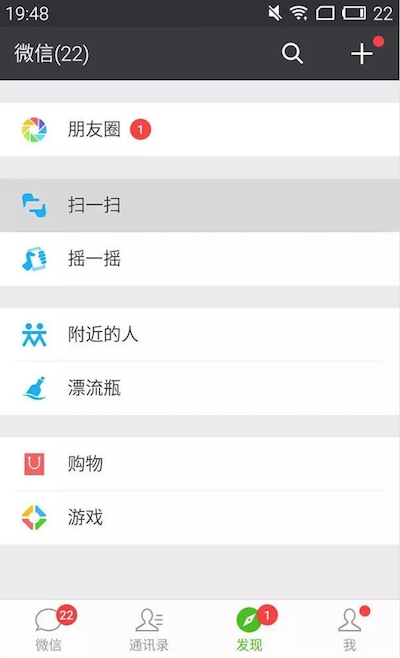 19:48 22
微信(22)
朋友圈 1
扫一扫
摇一摇
附近的人
漂流瓶
购物
游戏
22 1
微信 通讯录 发现 我